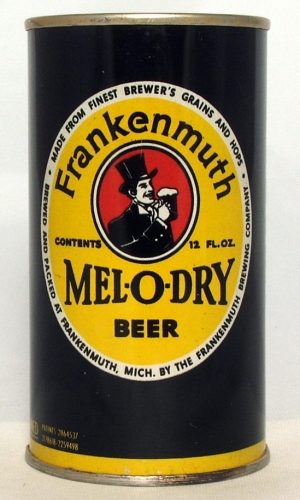 • MADE FROM FINEST BREWER'S GRAINS AND HOPS •
Frankenmuth
CONTENTS 12 FL. OZ.
MEL-O-DRY
BEER
BREWED AND PACKED AT FRANKENMUTH, MICH. BY THE FRANKENMUTH BREWING COMPANY